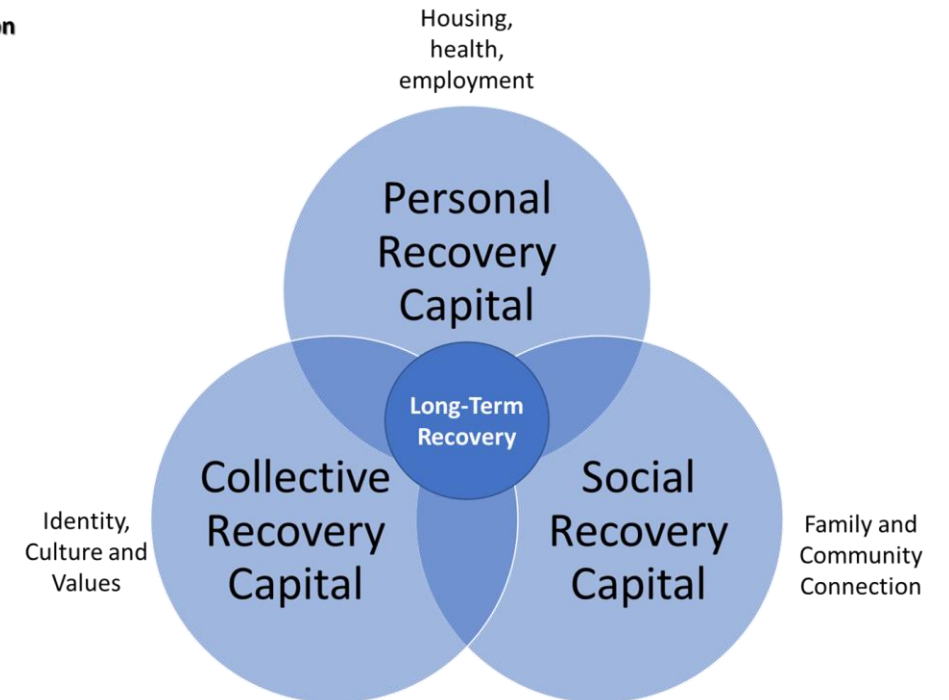 Housing,
health,
employment
Personal
Recovery
Capital
Long-Term
Recovery
Collective
Recovery
Capital
Social
Recovery
Capital
Identity,
Culture and
Values
Family and
Community
Connection